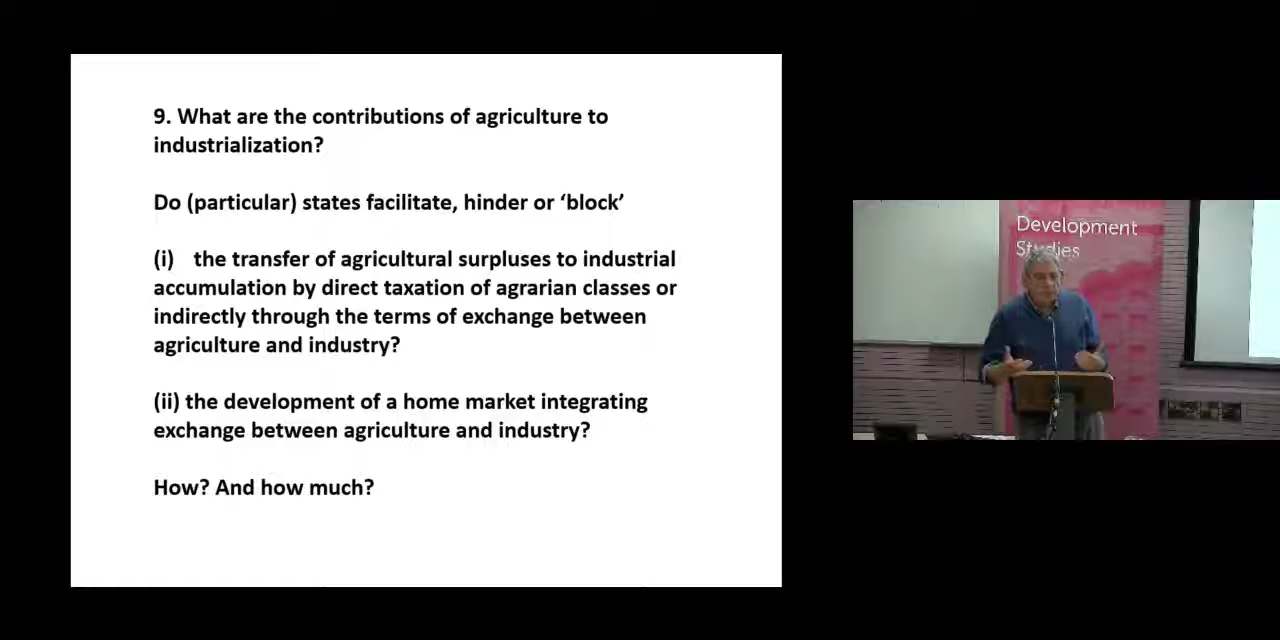 9. What are the contributions of agriculture to
industrialization?
Do (particular) states facilitate, hinder or ‘block’
(i) the transfer of agricultural surpluses to industrial
accumulation by direct taxation of agrarian classes or
indirectly through the terms of exchange between
agriculture and industry?
(ii) the development of a home market integrating
exchange between agriculture and industry?
How? And how much?
Development
Studies